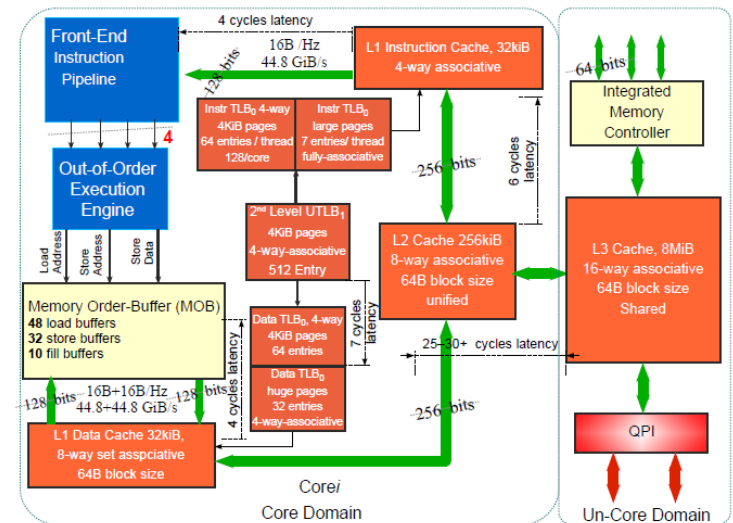 Front-End
Instruction
Pipeline
4 cycles latency
16B /Hz
44.8 GiB/s
128 bits
L1 Instruction Cache, 32kiB
4-way associative
64 bits
Integrated
Memory
Controller
Instr TLB0 4-way
4KiB pages
64 entries / thread
128/core
Instr TLB0
large pages
7 entries/ thread
fully-associative
4
Out-of-Order
Execution
Engine
256 bits
6 cycles
latency
Load
Address
Store
Address
Store
Data
2nd Level UTLB1
4KiB pages
4-way-associative
512 Entry
L2 Cache 256kiB
8-way associative
64B block size
unified
L3 Cache, 8MiB
16-way associative
64B block size
Shared
Memory Order-Buffer (MOB)
48 load buffers
32 store buffers
10 fill buffers
Data TLB0, 4-way
4KiB pages
64 entries
7 cycles
latency
25–30+ cycles latency
Data TLB0
huge pages
32 entries
4-way-associative
4 cycles latency
128 bits
16B+16B/Hz
44.8+44.8 GiB/s
128 bits
256 bits
L1 Data Cache 32kiB,
8-way set asspciative
64B block size
QPI
Corei
Core Domain
Un-Core Domain